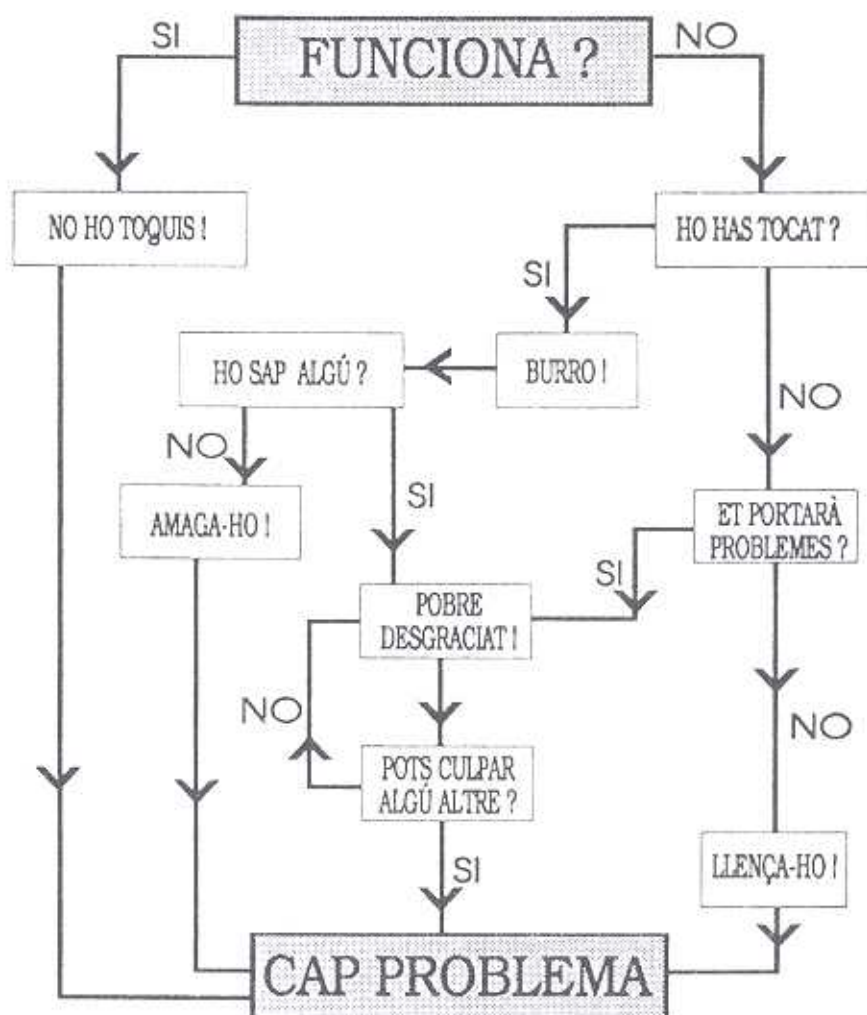 SI
FUNCIONA ?
NO
NO HO TOQUIS !
HO HAS TOCAT ?
SI
HO SAP ALGÚ ?
BURRO !
NO
NO
SI
AMAGA-HO !
ET PORTARÀ
PROBLEMES ?
SI
POBRE
DESGRACIAT !
NO
NO
POTS CULPAR
ALGÚ ALTRE ?
SI
LLENÇA-HO !
CAP PROBLEMA